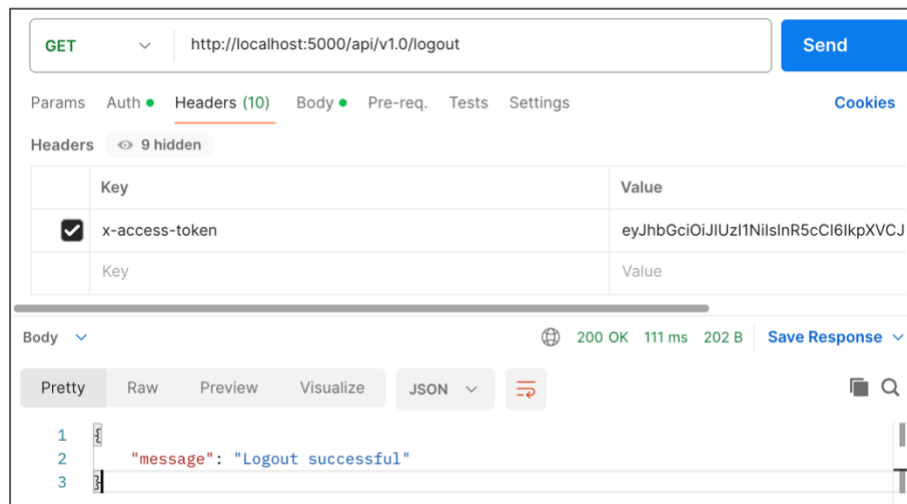 GET http://localhost:5000/api/v1.0/logout Send
Params Auth Headers (10) Body Pre-req. Tests Settings Cookies
Headers 9 hidden
Key Value
x-access-token eyJhbGciOiJIUzI1NiIsInR5cCI6IkpXVCJ
Key Value
Body 200 OK 111 ms 202 B Save Response
Pretty Raw Preview Visualize JSON
1 {
2 "message": "Logout successful"
3 }